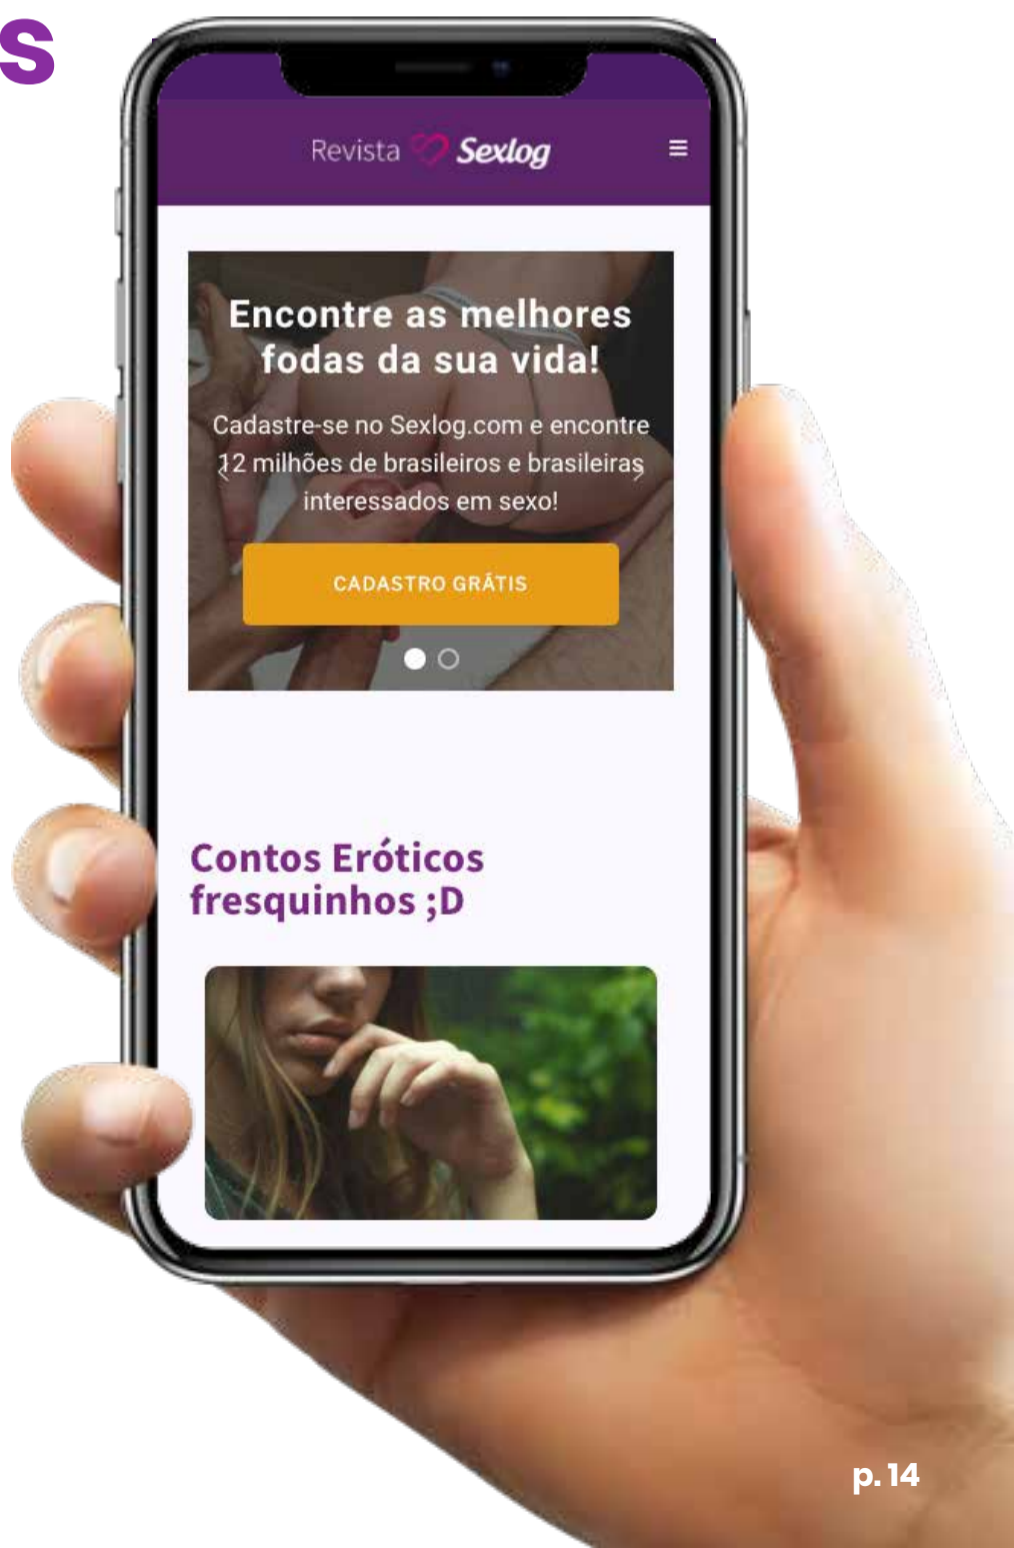 s
Revista Sexlog
Encontre as melhores
fodas da sua vida!
Cadastre-se no Sexlog.com e encontre
12 milhões de brasileiros e brasileiras
interessados em sexo!
CADASTRO GRÁTIS
Contos Eróticos
fresquinhos ;D
p. 14